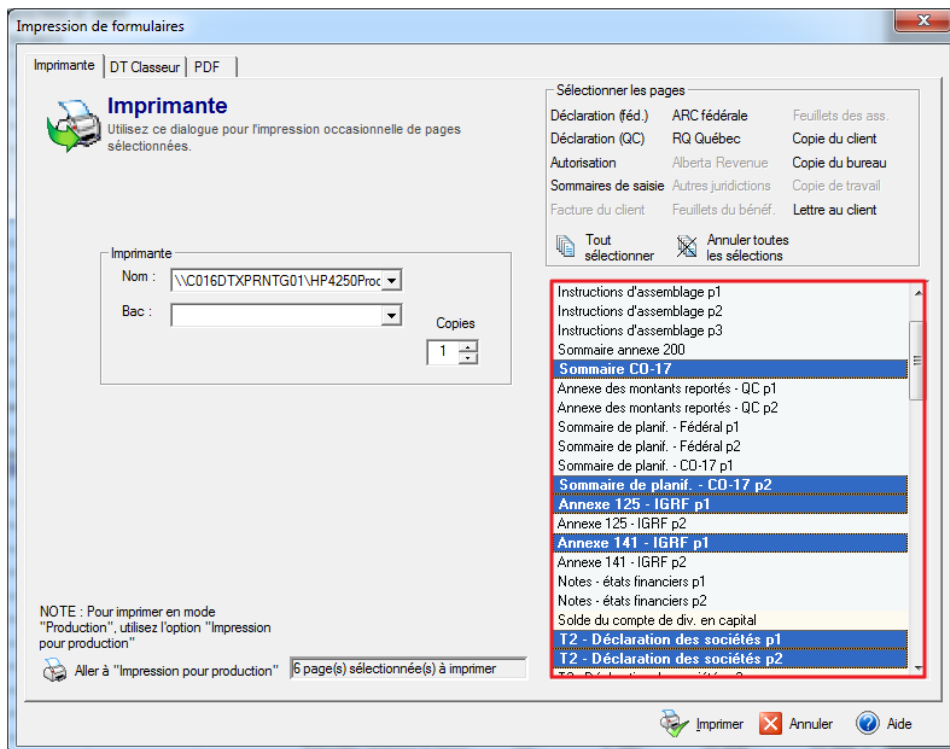 Impression de formulaires
Imprimante
DT Classeur
PDF
Imprimante
Utilisez ce dialogue pour l'impression occasionnelle de pages
sélectionnées.
Imprimante
Nom :
\\C016DTXPRNTG01\HP4250Proc
Bac :
Copies
1
NOTE : Pour imprimer en mode
"Production", utilisez l'option "Impression
pour production"
Aller à "Impression pour production"
6 page(s) sélectionnée(s) à imprimer
Sélectionner les pages
Déclaration (féd.)
ARC fédérale
Feuillets des ass.
Déclaration (QC)
RQ Québec
Copie du client
Autorisation
Alberta Revenue
Copie du bureau
Sommaires de saisie
Autres juridictions
Copie de travail
Facture du client
Feuillets du bénéf.
Lettre au client
Tout
sélectionner
Annuler toutes
les sélections
Instructions d'assemblage p1
Instructions d'assemblage p2
Instructions d'assemblage p3
Sommaire annexe 200
Sommaire CO-17
Annexe des montants reportés - QC p1
Annexe des montants reportés - QC p2
Sommaire de planif. - Fédéral p1
Sommaire de planif. - Fédéral p2
Sommaire de planif. - CO-17 p1
Sommaire de planif. - CO-17 p2
Annexe 125 - IGRF p1
Annexe 125 - IGRF p2
Annexe 141 - IGRF p1
Annexe 141 - IGRF p2
Notes - états financiers p1
Notes - états financiers p2
Solde du compte de div. en capital
T2 - Déclaration des sociétés p1
T2 - Déclaration des sociétés p2
Imprimer
Annuler
Aide